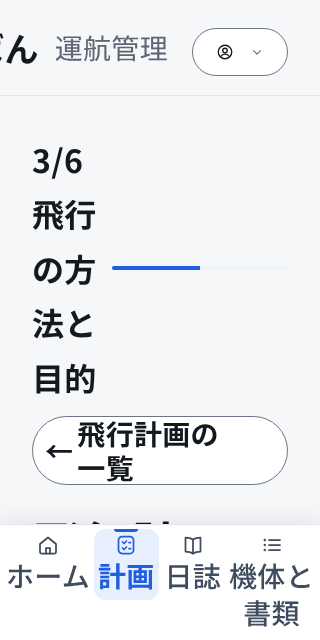 ん 運航管理
3/6
飛行
の方
法と
目的
← 飛行計画の
一覧
ホーム 計画 日誌 機体と
書類